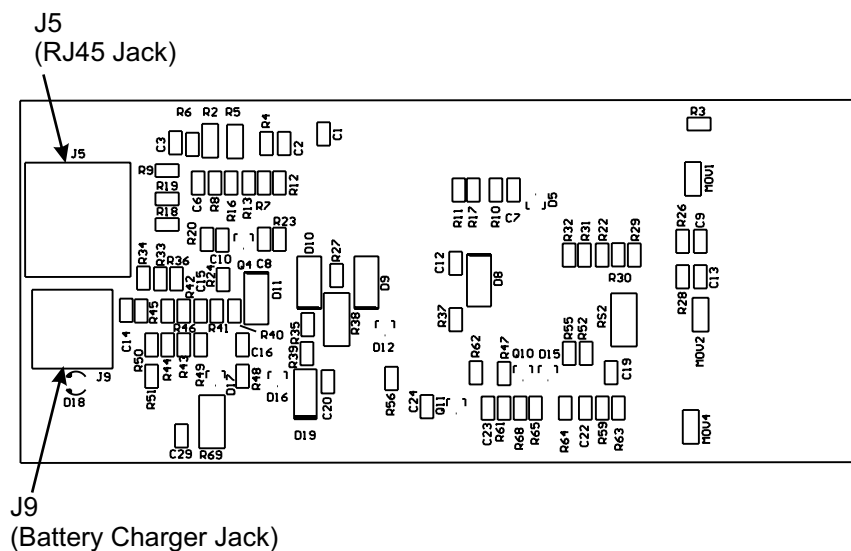 J5
(RJ45 Jack)
R6
R2
R5
R4
C3
C2
C1
R3
J5
R9
R19
R18
C6
R8
R16
R13
R7
R12
R11
R17
R10
C7
D5
MOV1
R20
C10
Q4
C8
R23
D10
R27
D9
C12
D8
R32
R31
R22
R30
R29
R26
C9
R34
R33
R36
R42
C15
R24
D11
R28
C13
C14
R45
R46
R41
R40
R35
R38
D12
R37
RS2
MOV2
R50
R44
R43
R49
C16
R39
R62
R47
Q10
D15
R55
R52
C19
J9
D18
R51
D17
R48
D16
C20
R56
C24
Q11
C29
R69
D19
C23
R61
R68
R65
R64
C22
R59
R63
MOV4
J9
(Battery Charger Jack)